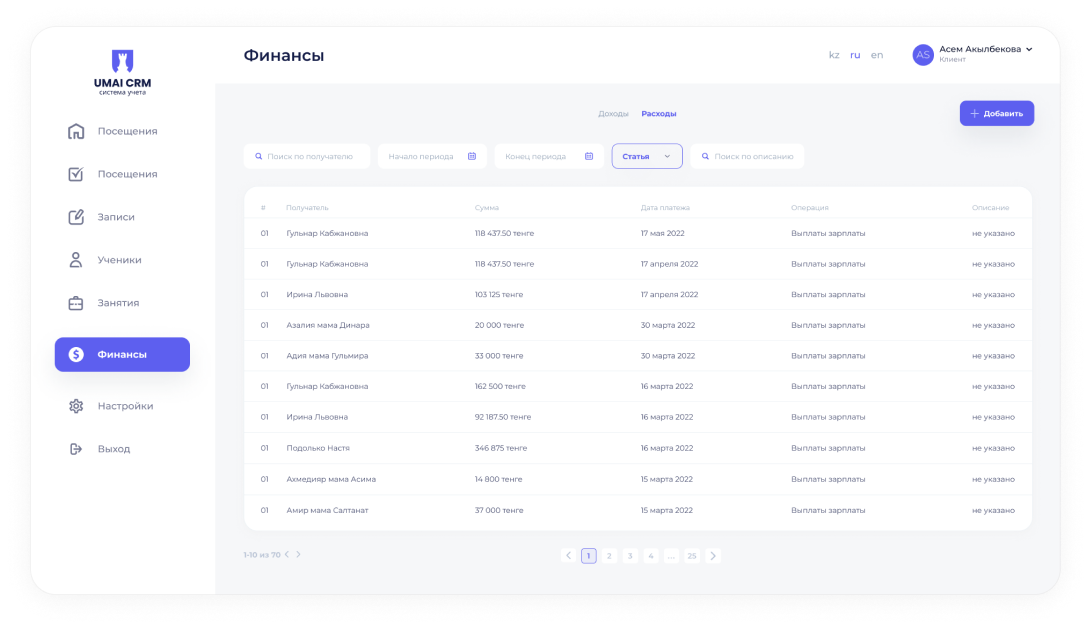 UMAI CRM
система учета
Посещения
Посещения
Записи
Ученики
Занятия
Финансы
Настройки
Выход
Финансы
kz ru en
AS
Асем Акылбекова
Клиент
Доходы Расходы
Добавить
Поиск по получателю Начало периода Конец периода Статья Поиск по описанию
# Получатель Сумма Дата платежа Операция Описание
01 Гульнар Кабжановна 118 437.50 тенге 17 мая 2022 Выплаты зарплаты не указано
01 Гульнар Кабжановна 118 437.50 тенге 17 апреля 2022 Выплаты зарплаты не указано
01 Ирина Львовна 103 125 тенге 17 апреля 2022 Выплаты зарплаты не указано
01 Азалия мама Динара 20 000 тенге 30 марта 2022 Выплаты зарплаты не указано
01 Адия мама Гульмира 33 000 тенге 30 марта 2022 Выплаты зарплаты не указано
01 Гульнар Кабжановна 162 500 тенге 16 марта 2022 Выплаты зарплаты не указано
01 Ирина Львовна 92 187.50 тенге 16 марта 2022 Выплаты зарплаты не указано
01 Подолько Настя 346 875 тенге 16 марта 2022 Выплаты зарплаты не указано
01 Ахмедияр мама Асима 14 800 тенге 15 марта 2022 Выплаты зарплаты не указано
01 Амир мама Салтанат 37 000 тенге 15 марта 2022 Выплаты зарплаты не указано
1-10 из 70
1 2 3 4 ... 25